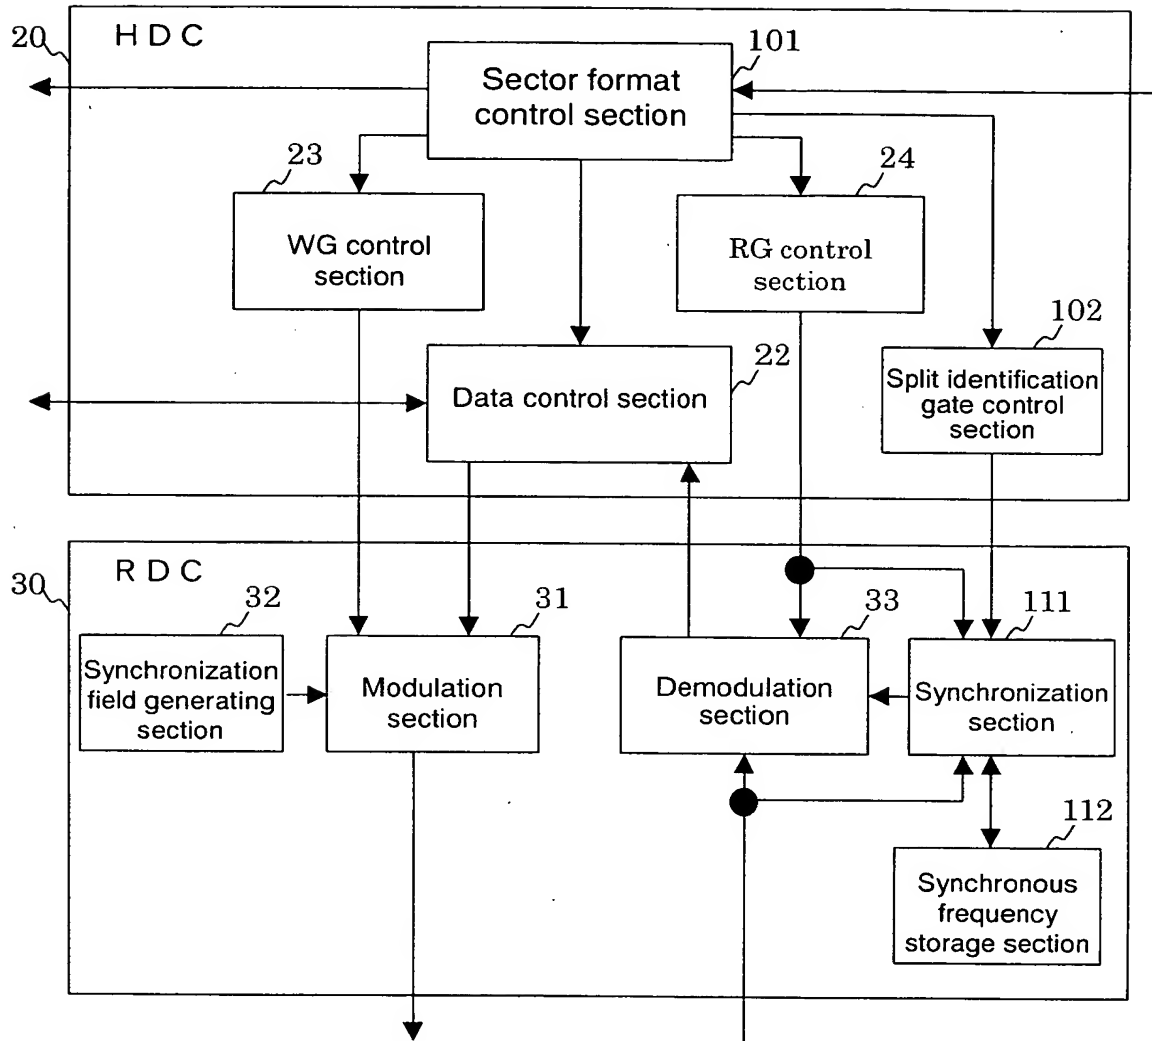 20
H D C
101
Sector format
control section
23
WG control
section
24
RG control
section
102
Split identification
gate control
section
22
Data control section
30
R D C
32
Synchronization
field generating
section
31
Modulation
section
33
Demodulation
section
111
Synchronization
section
112
Synchronous
frequency
storage section